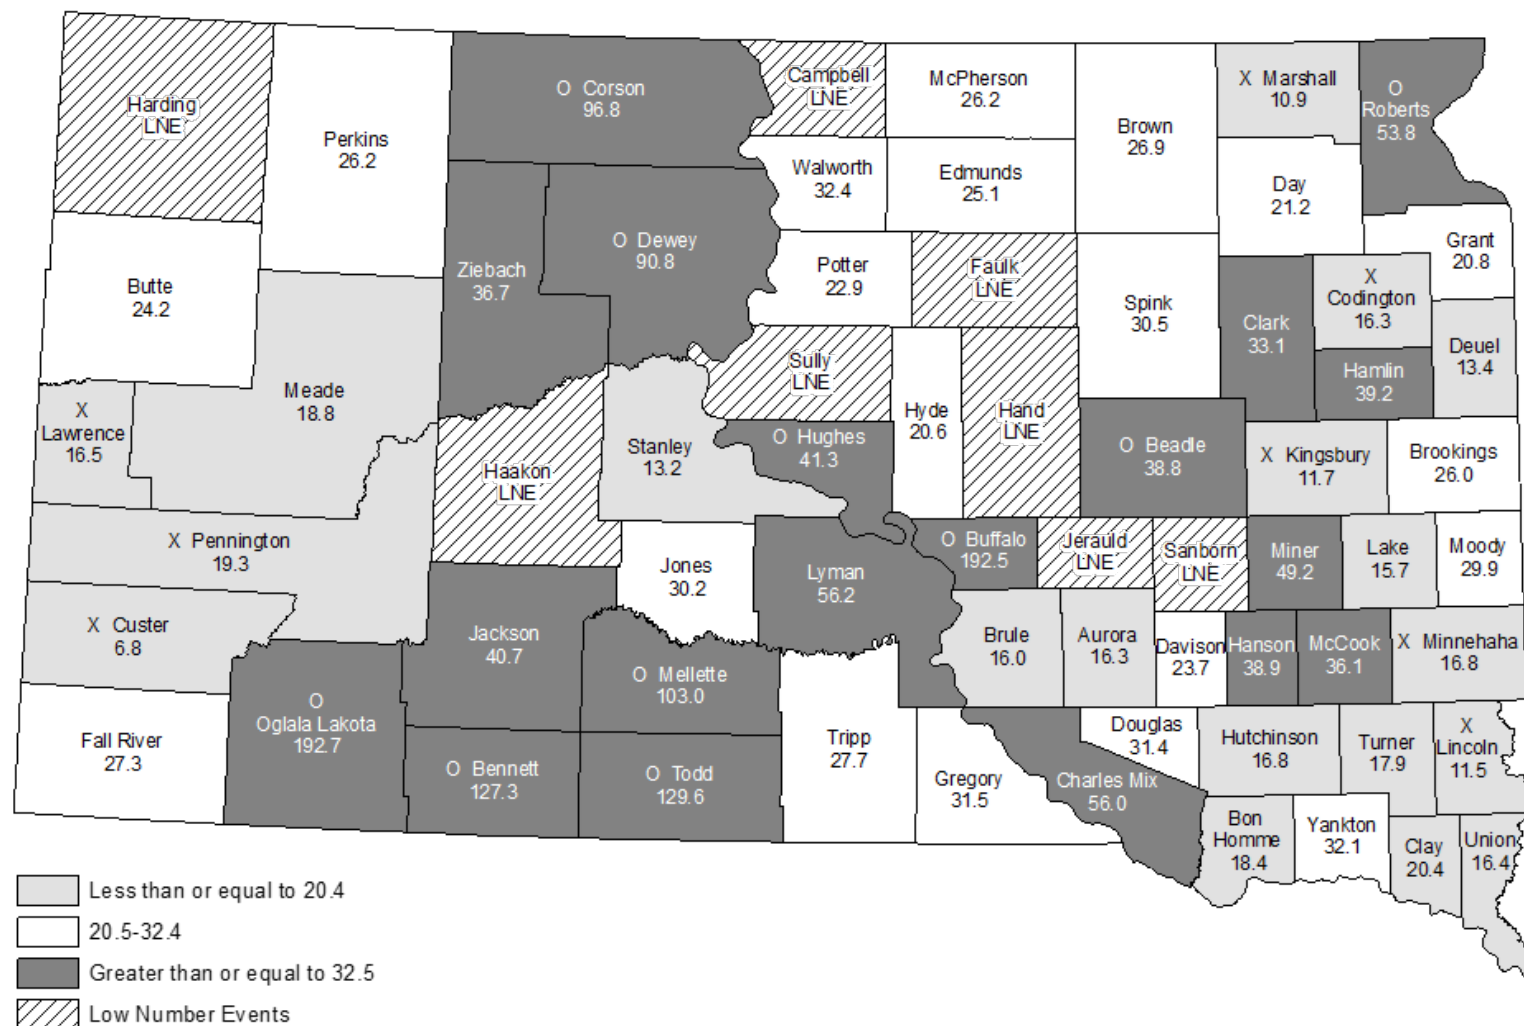 Harding
LNE
Perkins
26.2
O Corson
96.8
Campbell
LNE
McPherson
26.2
Brown
26.9
X Marshall
10.9
O
Roberts
53.8
Walworth
32.4
Edmunds
25.1
Day
21.2
Grant
20.8
Butte
24.2
Ziebach
36.7
O Dewey
90.8
Potter
22.9
Faulk
LNE
Spink
30.5
Clark
33.1
X
Codington
16.3
Hamlin
39.2
Deuel
13.4
X
Lawrence
16.5
Meade
18.8
Haakon
LNE
Stanley
13.2
Sully
LNE
O Hughes
41.3
Hyde
20.6
Hand
LNE
O Beadle
38.8
X Kingsbury
11.7
Brookings
26.0
X Pennington
19.3
Jones
30.2
Lyman
56.2
O Buffalo
192.5
Jerauld
LNE
Sanborn
LNE
Miner
49.2
Lake
15.7
Moody
29.9
X Custer
6.8
Jackson
40.7
O Mellette
103.0
Brule
16.0
Aurora
16.3
Davison
23.7
Hanson
38.9
McCook
36.1
X Minnehaha
16.8
Fall River
27.3
O
Oglala Lakota
192.7
O Bennett
127.3
O Todd
129.6
Tripp
27.7
Gregory
31.5
Charles Mix
56.0
Douglas
31.4
Hutchinson
16.8
Turner
17.9
X
Lincoln
11.5
Bon
Homme
18.4
Yankton
32.1
Clay
20.4
Union
16.4
Less than or equal to 20.4
20.5-32.4
Greater than or equal to 32.5
Low Number Events